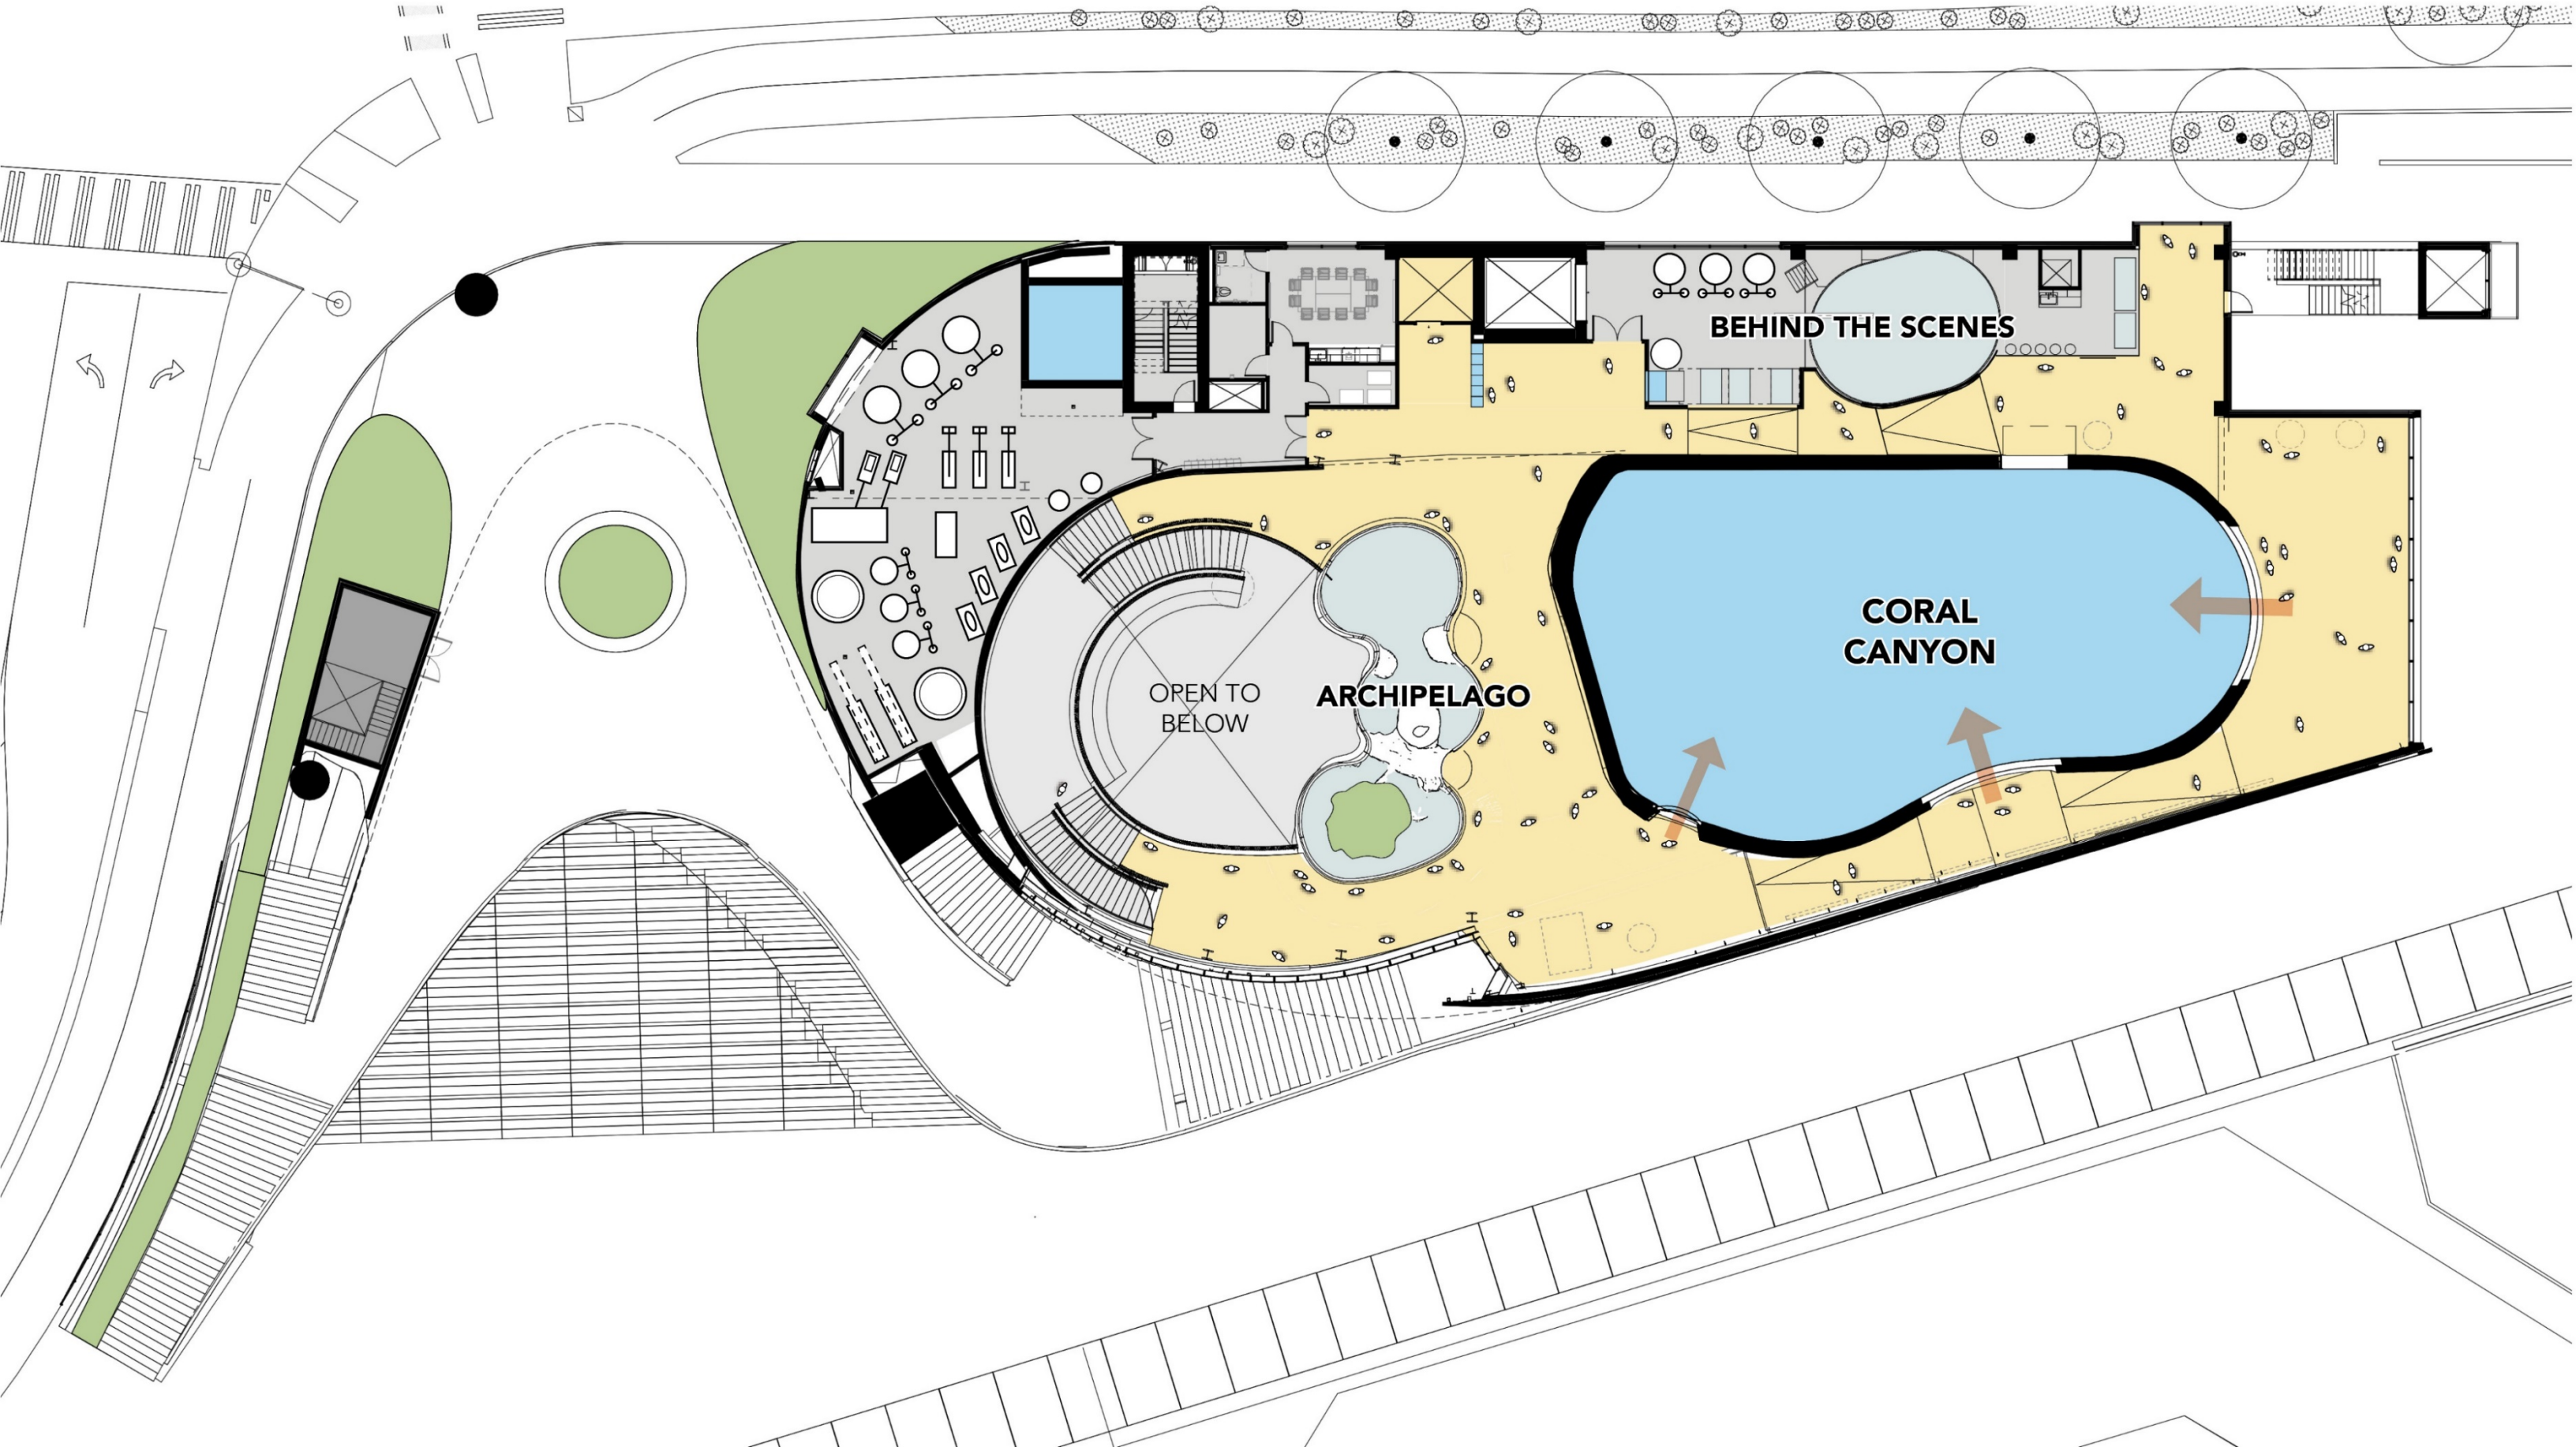 BEHIND THE SCENES
CORAL
CANYON
OPEN TO
BELOW
ARCHIPELAGO